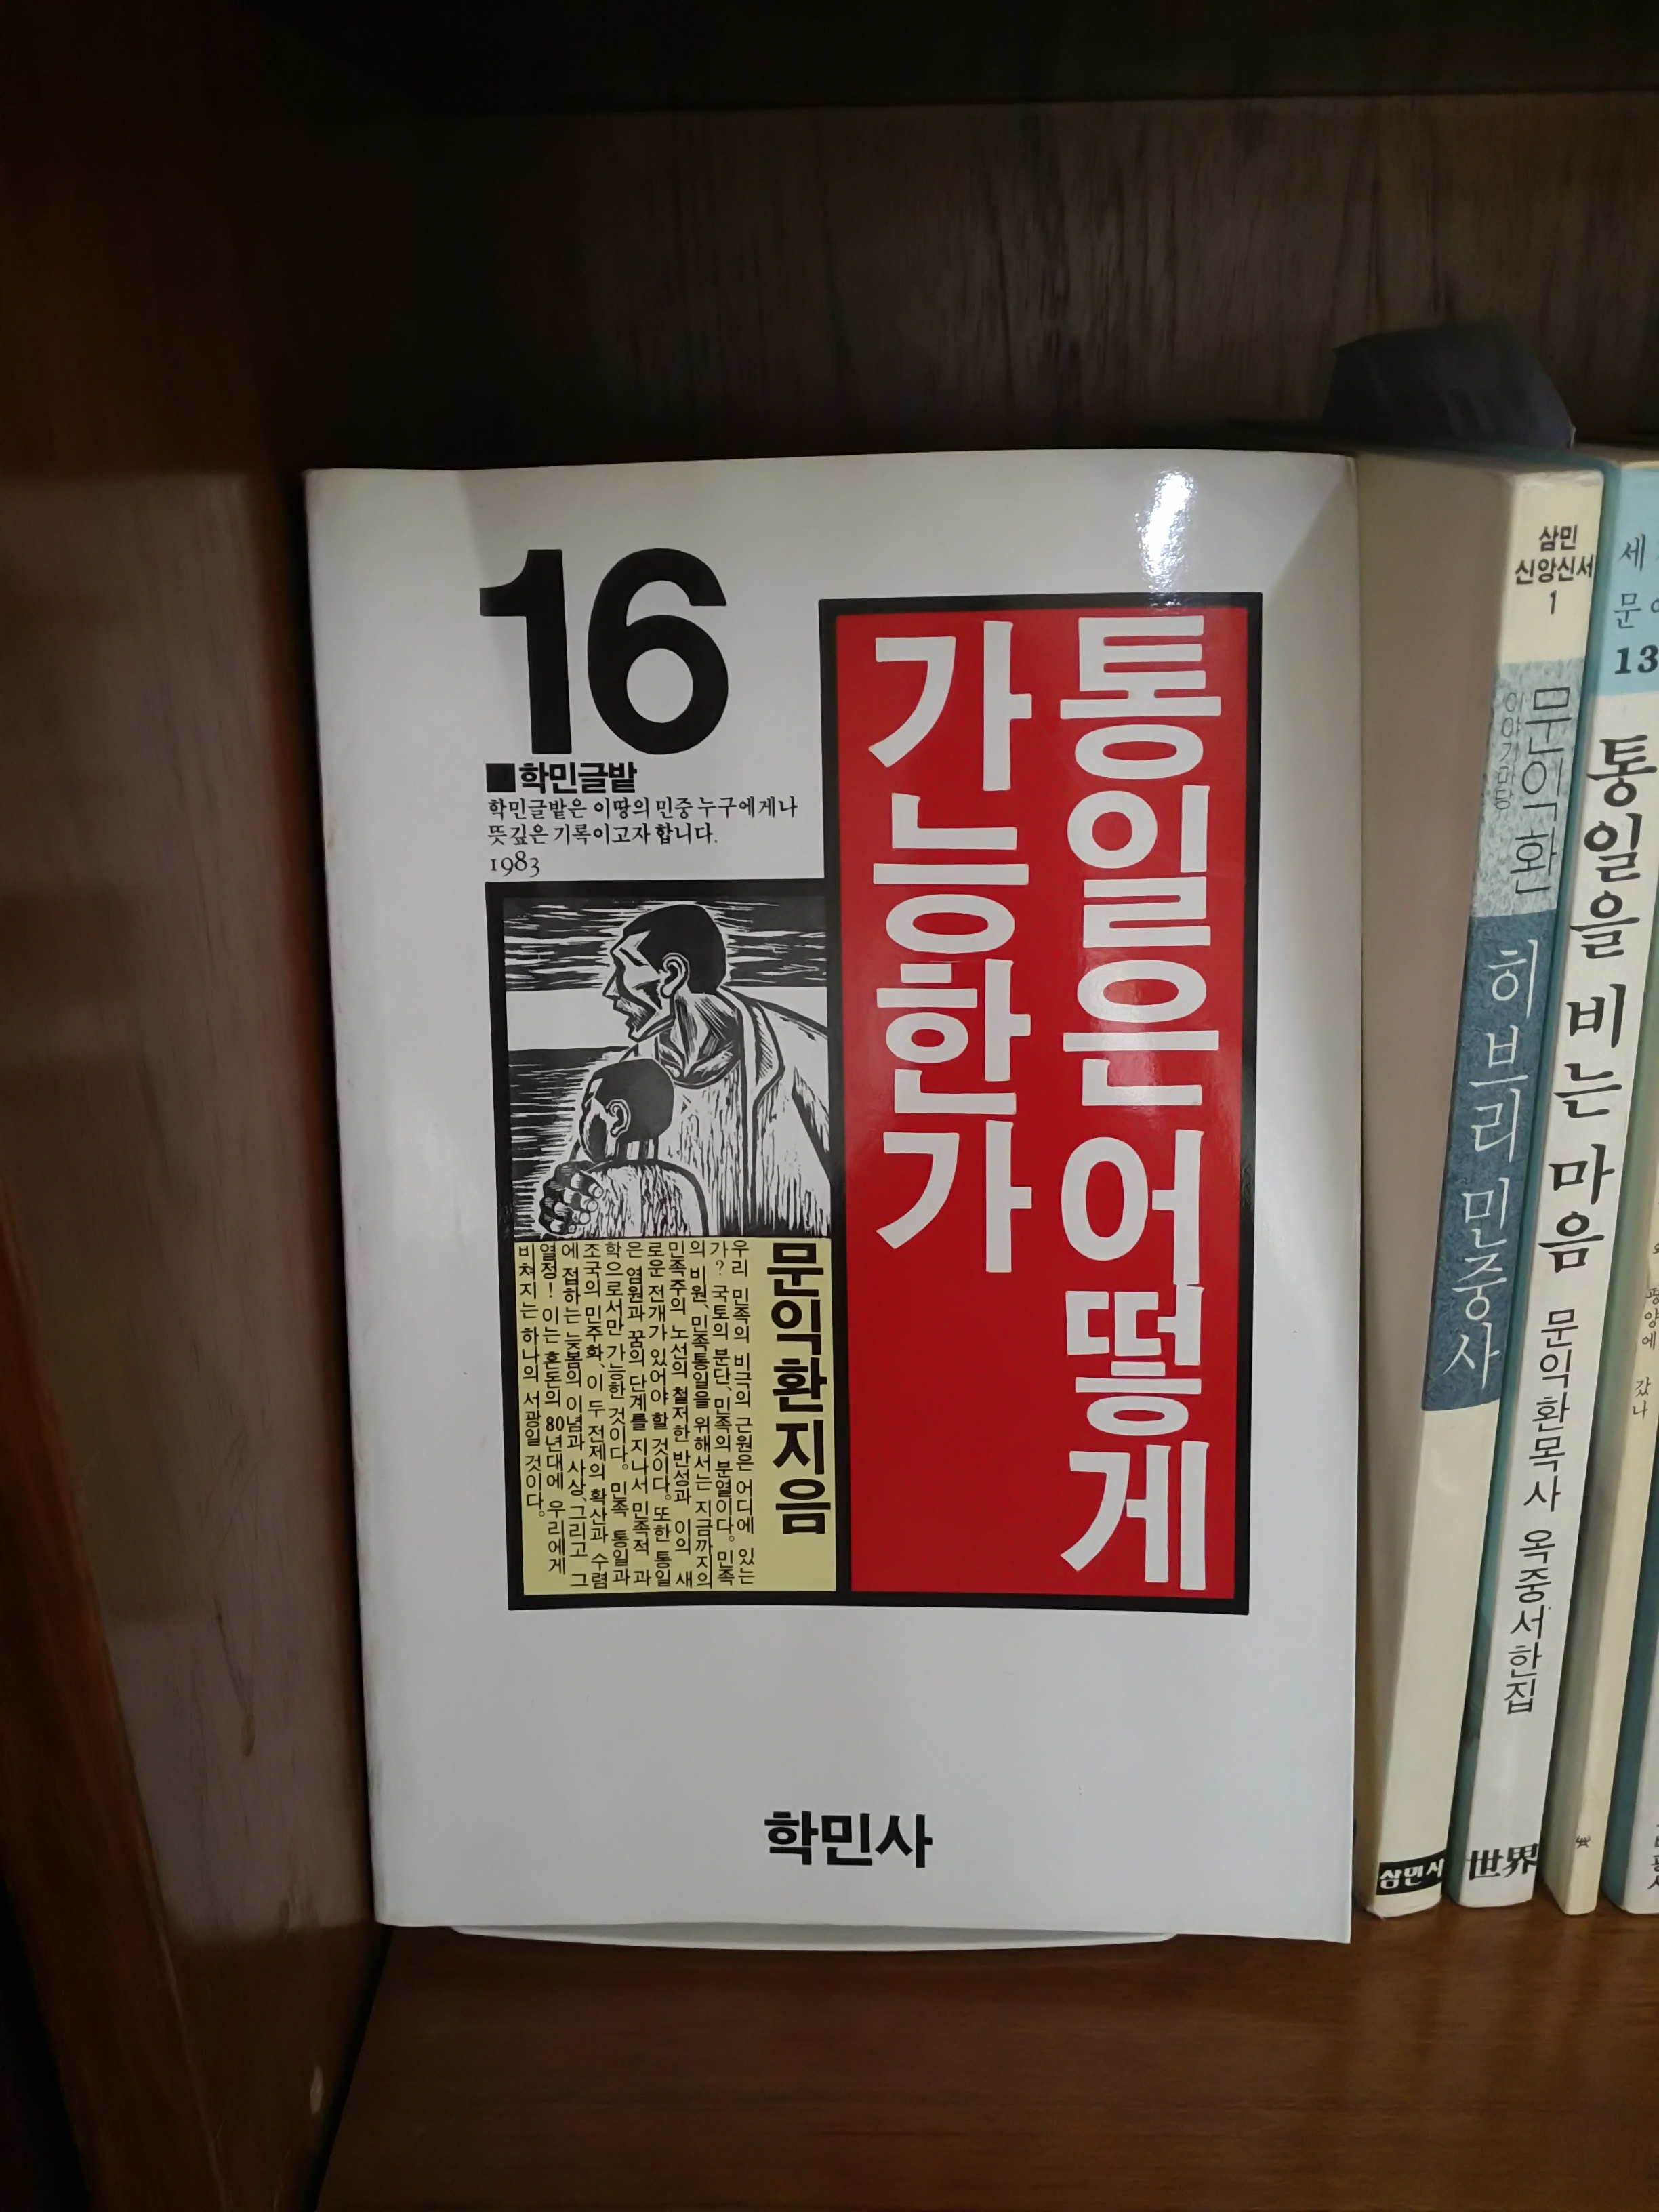 16
■학민글밭
학민글밭은 이땅의 민중 누구에게나
뜻깊은 기록이고자 합니다.
1983
통일은 어떻게
가능한가
문익환 지음
우리 민족의 비극의 근원은 어디에 있는
가? 국토의 분단, 민족의 분열이다. 민족
의 비원, 민족통일을 위해서는 지금까지의
민족주의 노선의 철저한 반성과 이의 새
로운 전개가 있어야 할 것이다. 또한 통일
은 염원과 꿈의 단계를 지나서 민족적 과
학으로서만 가능한 것이다. 민족 통일과
조국의 민주화, 이 두 전제의 확산과 수렴
에 접하는 늦봄의 이념과 사상, 그리고 그
열정! 이는 혼돈의 80년대에 우리에게
비쳐지는 하나의 서광일 것이다.
학민사
삼민
신앙신서
1
문익환
이야기마당
히브리 민중사
삼민사
세
문
13
통일을 비는 마음 문익환목사 옥중서한집
世界
평양에 갔나